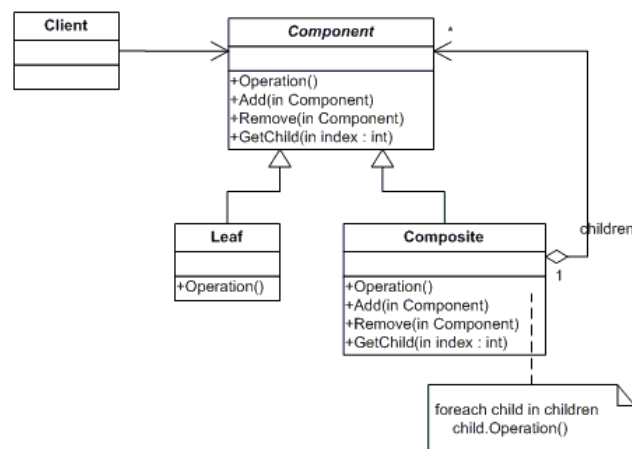 Client
Component
*
+Operation()
+Add(in Component)
+Remove(in Component)
+GetChild(in index : int)
Leaf
+Operation()
Composite
+Operation()
+Add(in Component)
+Remove(in Component)
+GetChild(in index : int)
children
1
foreach child in children
child.Operation()